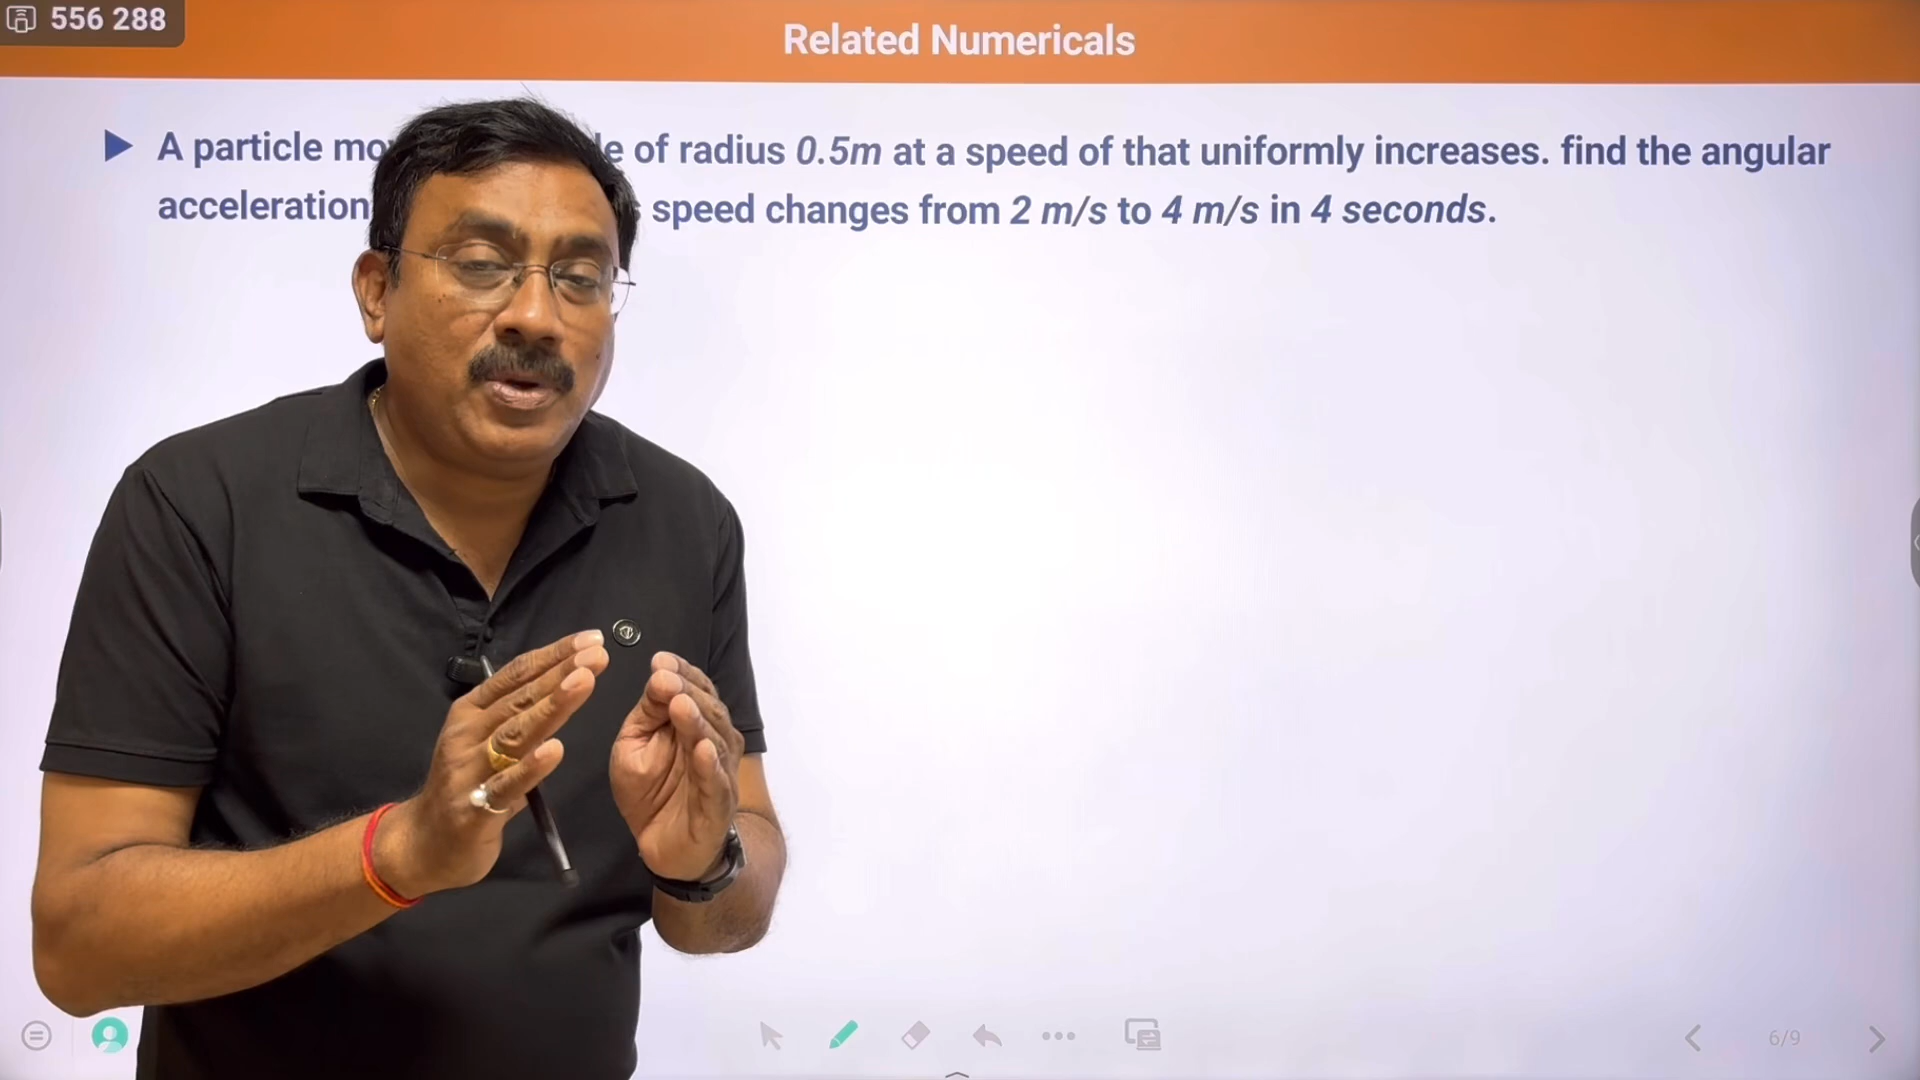 556 288
Related Numericals
A particle of radius 0.5m at a speed of that uniformly increases. find the angular
acceleration speed changes from 2 m/s to 4 m/s in 4 seconds.
6/9